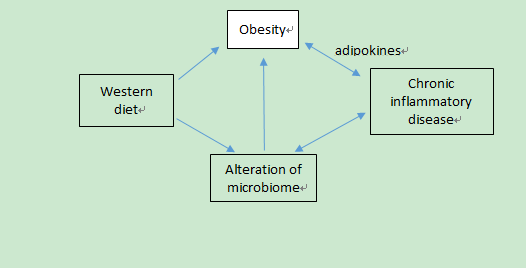 Obesity
adipokines
Western
diet
Chronic
inflammatory
disease
Alteration of
microbiome